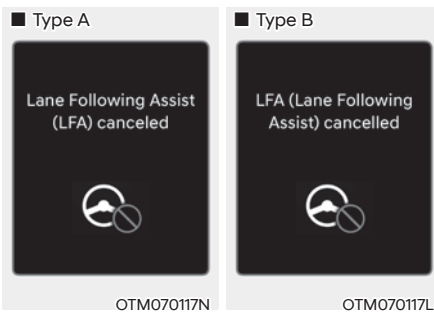 ■ Type A
Lane Following Assist
(LFA) canceled
OTM070117N
■ Type B
LFA (Lane Following
Assist) cancelled
OTM070117L